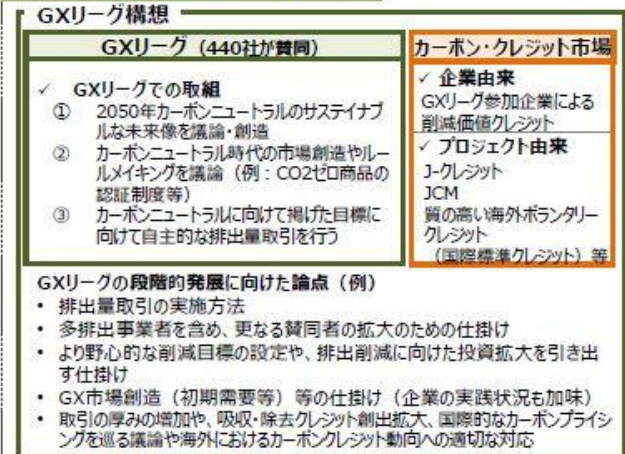 GXリーグ構想
GXリーグ（440社が賛同）
✓ GXリーグでの取組
① 2050年カーボンニュートラルのサステイナブ
ルな未来像を議論・創造
② カーボンニュートラル時代の市場創造やルー
ルメイキングを議論（例：CO2ゼロ商品の
認証制度等）
③ カーボンニュートラルに向けて掲げた目標に
向けて自主的な排出量取引を行う
カーボン・クレジット市場
✓ 企業由来
GXリーグ参加企業による
削減価値クレジット
✓ プロジェクト由来
J-クレジット
JCM
質の高い海外ボランタリー
クレジット
（国際標準クレジット）等
GXリーグの段階的発展に向けた論点（例）
• 排出量取引の実施方法
• 多排出事業者を含め、更なる賛同者の拡大のための仕掛け
• より野心的な削減目標の設定や、排出削減に向けた投資拡大を引き出
す仕掛け
• GX市場創造（初期需要等）等の仕掛け（企業の実践状況も加味）
• 取引の厚みの増加や、吸収・除去クレジット創出拡大、国際的なカーボンプライシ
ングを巡る議論や海外におけるカーボンクレジット動向への適切な対応